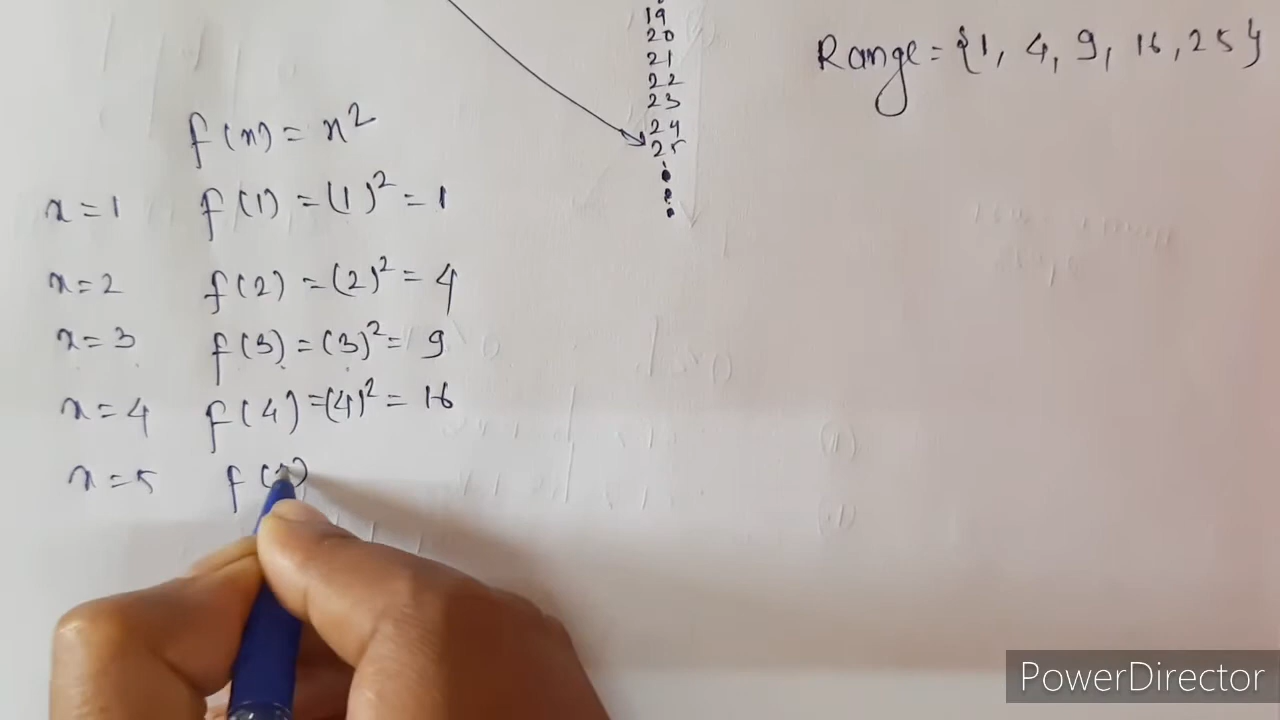 19
20
21
22
23
24
25
Range = {1, 4, 9, 16, 25}
f(x) = x²
x=1 f(1) = (1)² = 1
x=2 f(2) = (2)² = 4
x=3 f(3) = (3)² = 9
x=4 f(4) = (4)² = 16
x=5 f(
PowerDirector